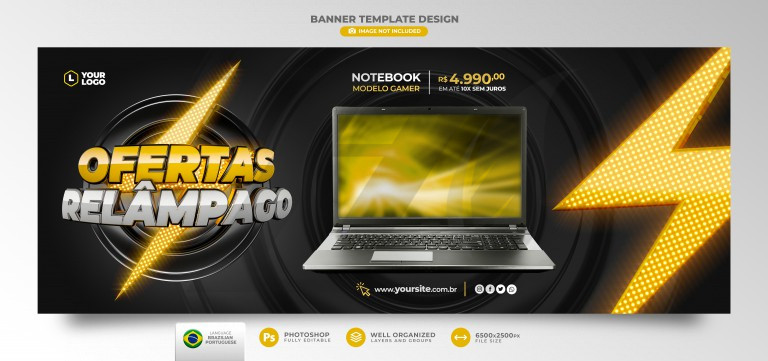 BANNER TEMPLATE DESIGN
IMAGE NOT INCLUDED
L YOUR
LOGO
NOTEBOOK
MODELO GAMER
R$ 4.990,00
EM ATÉ 10X SEM JUROS
OFERTAS
RELÂMPAGO
www.yoursite.com.br
LANGUAGE
BRAZILIAN
PORTUGUESE
Ps
PHOTOSHOP
FULLY EDITABLE
WELL ORGANIZED
LAYERS AND GROUPS
6500x2500PX
FILE SIZE